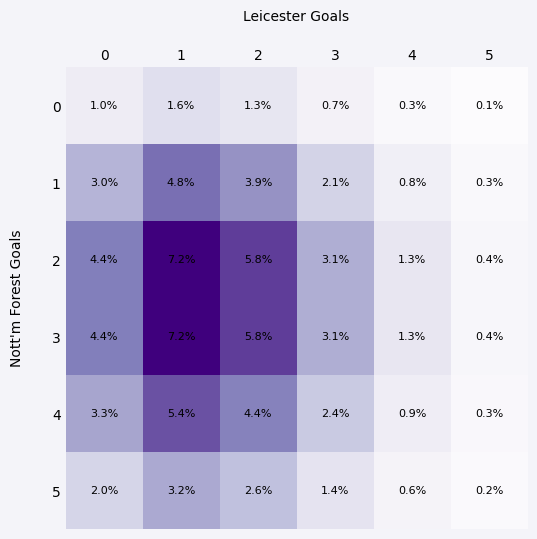 Leicester Goals
0 1 2 3 4 5
0 1.0% 1.6% 1.3% 0.7% 0.3% 0.1%
1 3.0% 4.8% 3.9% 2.1% 0.8% 0.3%
2 4.4% 7.2% 5.8% 3.1% 1.3% 0.4%
Nott'm Forest Goals
3 4.4% 7.2% 5.8% 3.1% 1.3% 0.4%
4 3.3% 5.4% 4.4% 2.4% 0.9% 0.3%
5 2.0% 3.2% 2.6% 1.4% 0.6% 0.2%